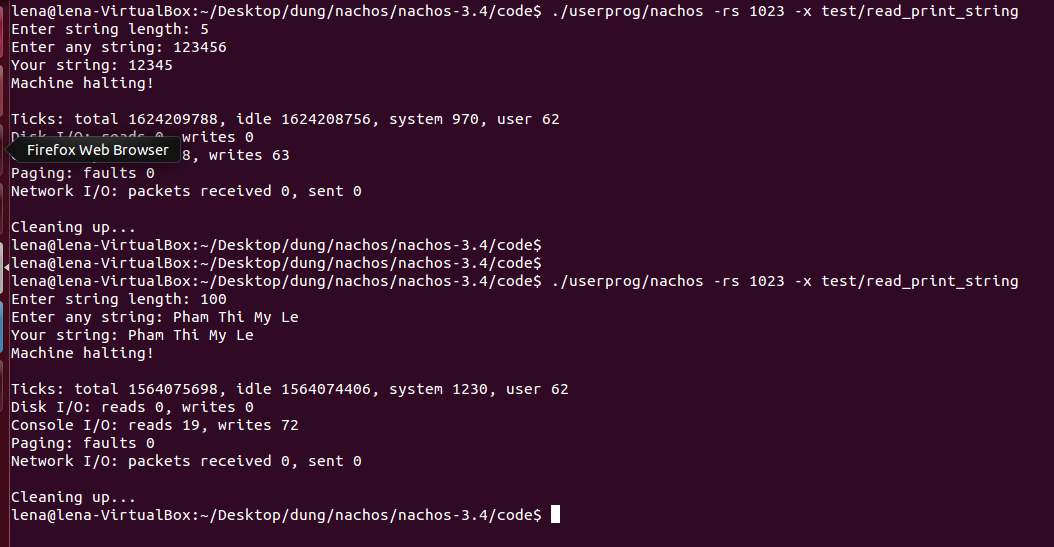 lena@lena-VirtualBox:~/Desktop/dung/nachos/nachos-3.4/code$ ./userprog/nachos -rs 1023 -x test/read_print_string
Enter string length: 5
Enter any string: 123456
Your string: 12345
Machine halting!
Ticks: total 1624209788, idle 1624208756, system 970, user 62
Disk I/O: reads 0, writes 0
Firefox Web Browser
8, writes 63
Paging: faults 0
Network I/O: packets received 0, sent 0
Cleaning up...
lena@lena-VirtualBox:~/Desktop/dung/nachos/nachos-3.4/code$
lena@lena-VirtualBox:~/Desktop/dung/nachos/nachos-3.4/code$
lena@lena-VirtualBox:~/Desktop/dung/nachos/nachos-3.4/code$ ./userprog/nachos -rs 1023 -x test/read_print_string
Enter string length: 100
Enter any string: Pham Thi My Le
Your string: Pham Thi My Le
Machine halting!
Ticks: total 1564075698, idle 1564074406, system 1230, user 62
Disk I/O: reads 0, writes 0
Console I/O: reads 19, writes 72
Paging: faults 0
Network I/O: packets received 0, sent 0
Cleaning up...
lena@lena-VirtualBox:~/Desktop/dung/nachos/nachos-3.4/code$